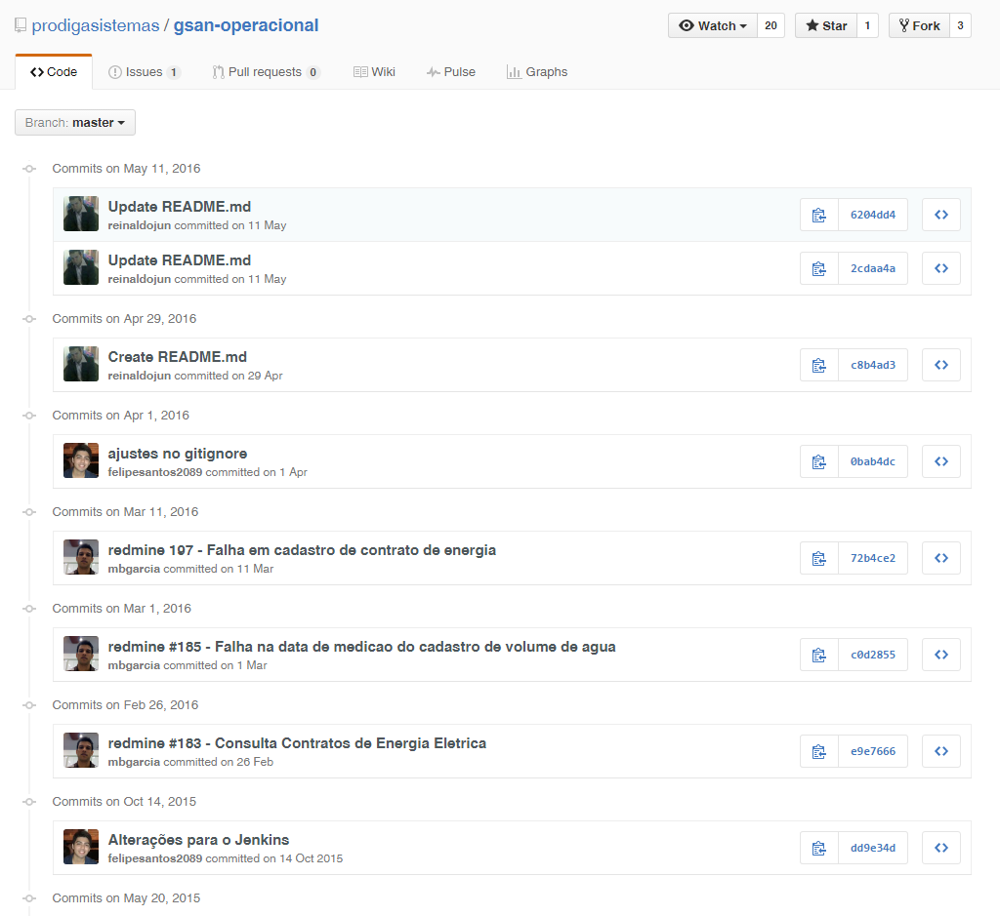 prodigasistemas / gsan-operacional
Watch 20 Star 1 Fork 3
Code Issues 1 Pull requests 0 Wiki Pulse Graphs
Branch: master
Commits on May 11, 2016
Update README.md
reinaldojun committed on 11 May
6204dd4
Update README.md
reinaldojun committed on 11 May
2cdaa4a
Commits on Apr 29, 2016
Create README.md
reinaldojun committed on 29 Apr
c8b4ad3
Commits on Apr 1, 2016
ajustes no gitignore
felipesantos2089 committed on 1 Apr
0bab4dc
Commits on Mar 11, 2016
redmine 197 - Falha em cadastro de contrato de energia
mbgarcia committed on 11 Mar
72b4ce2
Commits on Mar 1, 2016
redmine #185 - Falha na data de medicao do cadastro de volume de agua
mbgarcia committed on 1 Mar
c0d2855
Commits on Feb 26, 2016
redmine #183 - Consulta Contratos de Energia Eletrica
mbgarcia committed on 26 Feb
e9e7666
Commits on Oct 14, 2015
Alterações para o Jenkins
felipesantos2089 committed on 14 Oct 2015
dd9e34d
Commits on May 20, 2015